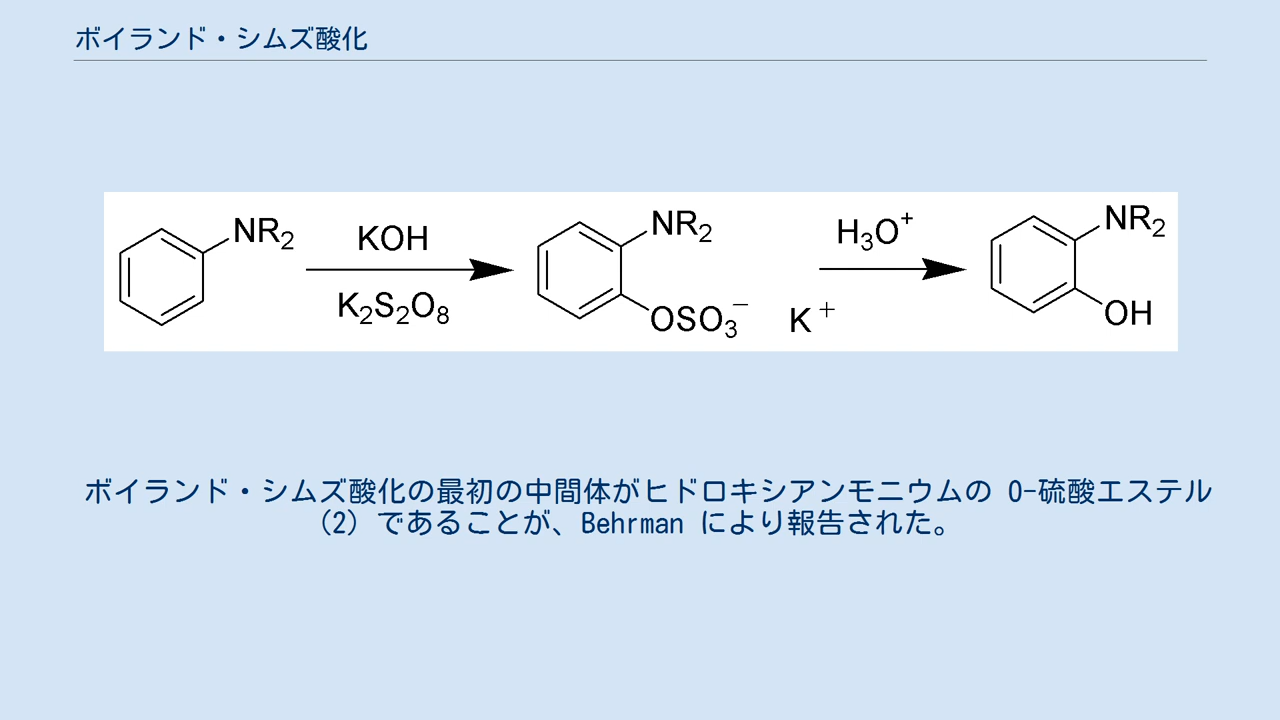 ボイランド・シムズ酸化
NR2
KOH
K2S2O8
NR2
OSO3−
K+
H3O+
NR2
OH
ボイランド・シムズ酸化の最初の中間体がヒドロキシアンモニウムの O-硫酸エステル
(2) であることが、Behrman により報告された。